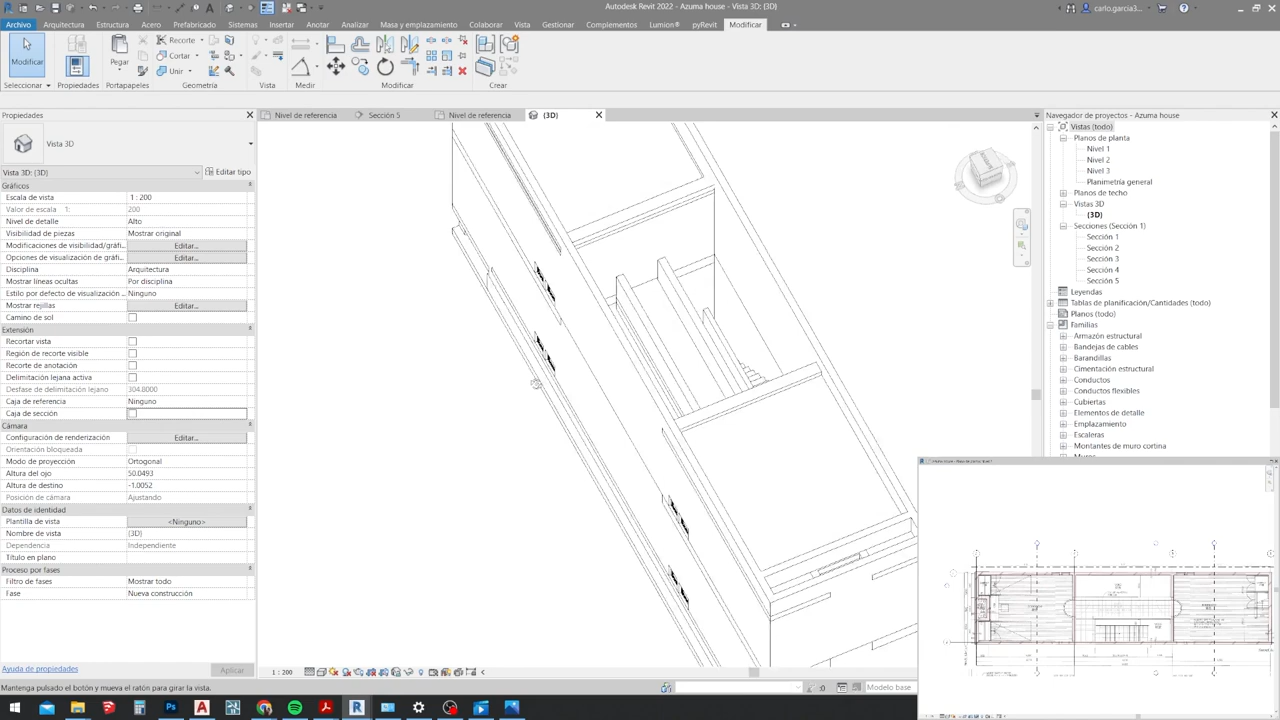 Autodesk Revit 2022 - Azuma house - Vista 3D: {3D}
carlo.garcia3...
Archivo Arquitectura Estructura Acero Prefabricado Sistemas Insertar Anotar Analizar Masa y emplazamiento Colaborar Vista Gestionar Complementos Lumion® pyRevit Modificar
Modificar
Pegar
Recorte
Cortar
Unir
Seleccionar Propiedades Portapapeles Geometría Vista Medir Modificar Crear
Propiedades
Vista 3D
Vista 3D: (3D)
Editar tipo
Gráficos
Escala de vista 1 : 200
Valor de escala 1: 200
Nivel de detalle Alto
Visibilidad de piezas Mostrar original
Modificaciones de visibilidad/gráfi... Editar...
Opciones de visualización de gráfi... Editar...
Disciplina Arquitectura
Mostrar líneas ocultas Por disciplina
Estilo por defecto de visualización ... Ninguno
Mostrar rejillas Editar...
Camino de sol
Extensión
Recortar vista
Región de recorte visible
Recorte de anotación
Delimitación lejana activa
Desfase de delimitación lejano 304.8000
Caja de referencia Ninguno
Caja de sección
Cámara
Configuración de renderización Editar...
Orientación bloqueada
Modo de proyección Ortogonal
Altura del ojo 50.0493
Altura de destino -1.0052
Posición de cámara Ajustando
Datos de identidad
Plantilla de vista <Ninguno>
Nombre de vista (3D)
Dependencia Independiente
Título en plano
Proceso por fases
Filtro de fases Mostrar todo
Fase Nueva construcción
Ayuda de propiedades
Aplicar
Nivel de referencia
Sección 5
Nivel de referencia
(3D)
1 : 200
Navegador de proyectos - Azuma house
Vistas (todo)
Planos de planta
Nivel 1
Nivel 2
Nivel 3
Planimetría general
Planos de techo
Vistas 3D
(3D)
Secciones (Sección 1)
Sección 1
Sección 2
Sección 3
Sección 4
Sección 5
Leyendas
Tablas de planificación/Cantidades (todo)
Planos (todo)
Familias
Armazón estructural
Bandejas de cables
Barandillas
Cimentación estructural
Conductos
Conductos flexibles
Cubiertas
Elementos de detalle
Emplazamiento
Escaleras
Montantes de muro cortina
Mantenga pulsado el botón y mueva el ratón para girar la vista.
:0
Modelo base